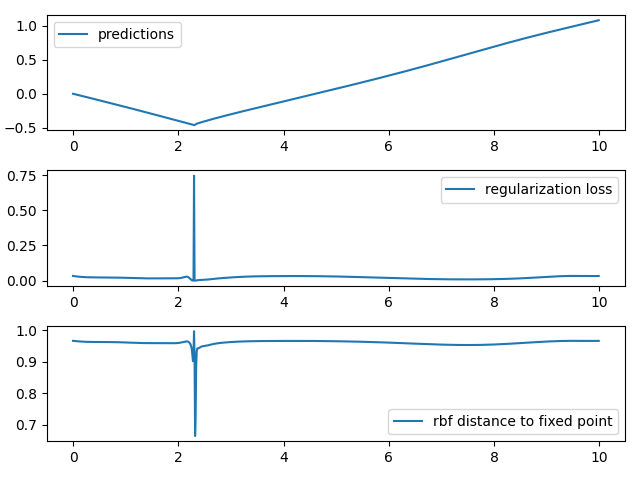 1.0
0.5
0.0
−0.5
predictions
0 2 4 6 8 10
0.75
0.50
0.25
0.00
regularization loss
0 2 4 6 8 10
1.0
0.9
0.8
0.7
rbf distance to fixed point
0 2 4 6 8 10